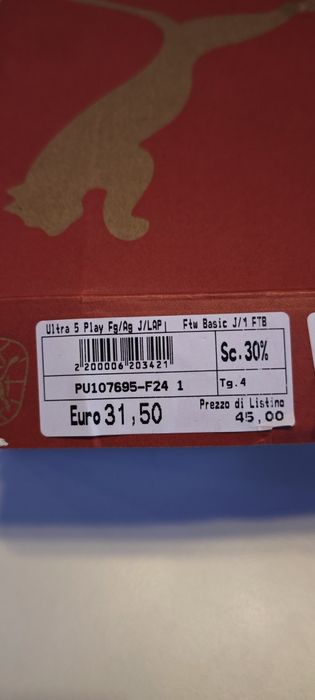 Ultra 5 Play Fg/Ag J/LAP| Ftw Basic J/1 FTB
2 200006 203421
Sc.30%
PU107695-F24 1
Tg.4
Euro 31,50
Prezzo di Listino
45,00